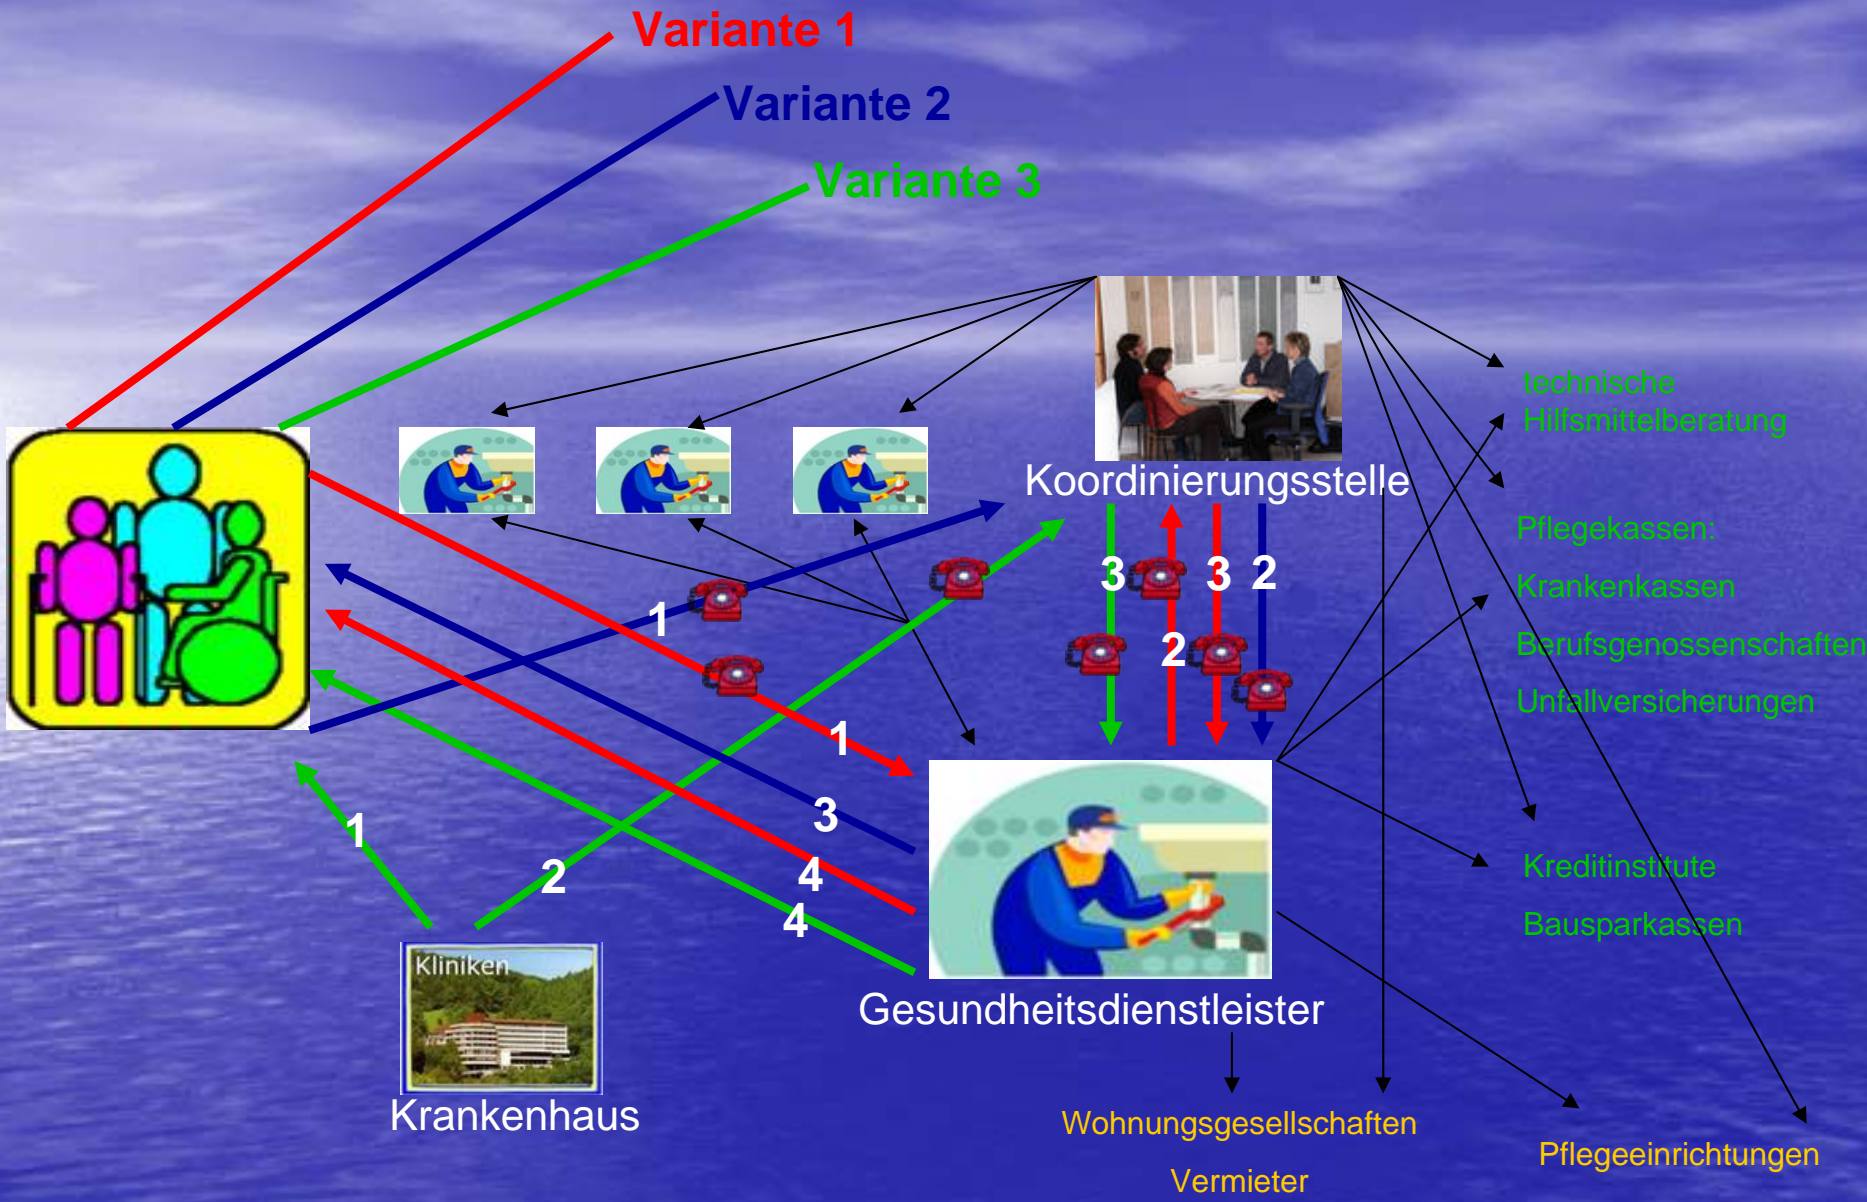 Variante 1
Variante 2
Variante 3
technische
Hilfsmittelberatung
Koordinierungsstelle
Pflegekassen:
3
3
2
Krankenkassen
1
2
Berufsgenossenschaften
Unfallversicherungen
1
3
1
2
4
Kreditinstitute
4
Bausparkassen
Kliniken
Gesundheitsdienstleister
Krankenhaus
Wohnungsgesellschaften
Pflegeeinrichtungen
Vermieter